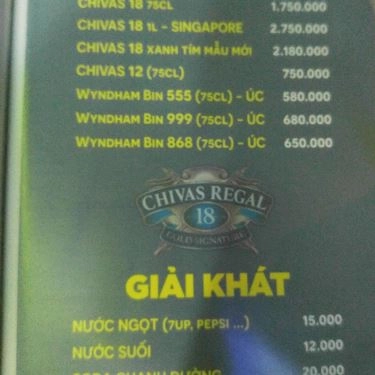 CHIVAS 18 75CL 1.750.000
CHIVAS 18 1L - SINGAPORE 2.750.000
CHIVAS 18 XANH TÍM MẪU MỚI 2.180.000
CHIVAS 12 (75CL) 750.000
WYNDHAM BIN 555 (75CL) - ÚC 580.000
WYNDHAM BIN 999 (75CL) - ÚC 680.000
WYNDHAM BIN 868 (75CL) - ÚC 650.000
CHIVAS REGAL
18
GOLD SIGNATURE
GIẢI KHÁT
NƯỚC NGỌT (7UP, PEPSI ...) 15.000
NƯỚC SUỐI 12.000
SODA CHANH ĐƯỜNG 20.000